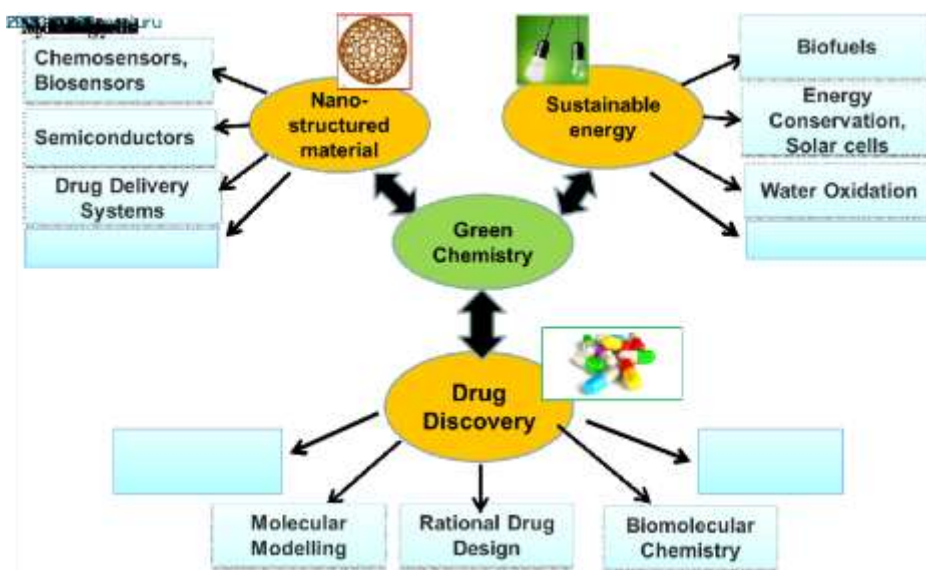 Chemosensors,
Biosensors
Semiconductors
Drug Delivery
Systems
Nano-
structured
material
Sustainable
energy
Biofuels
Energy
Conservation,
Solar cells
Water Oxidation
Green
Chemistry
Drug
Discovery
Molecular
Modelling
Rational Drug
Design
Biomolecular
Chemistry